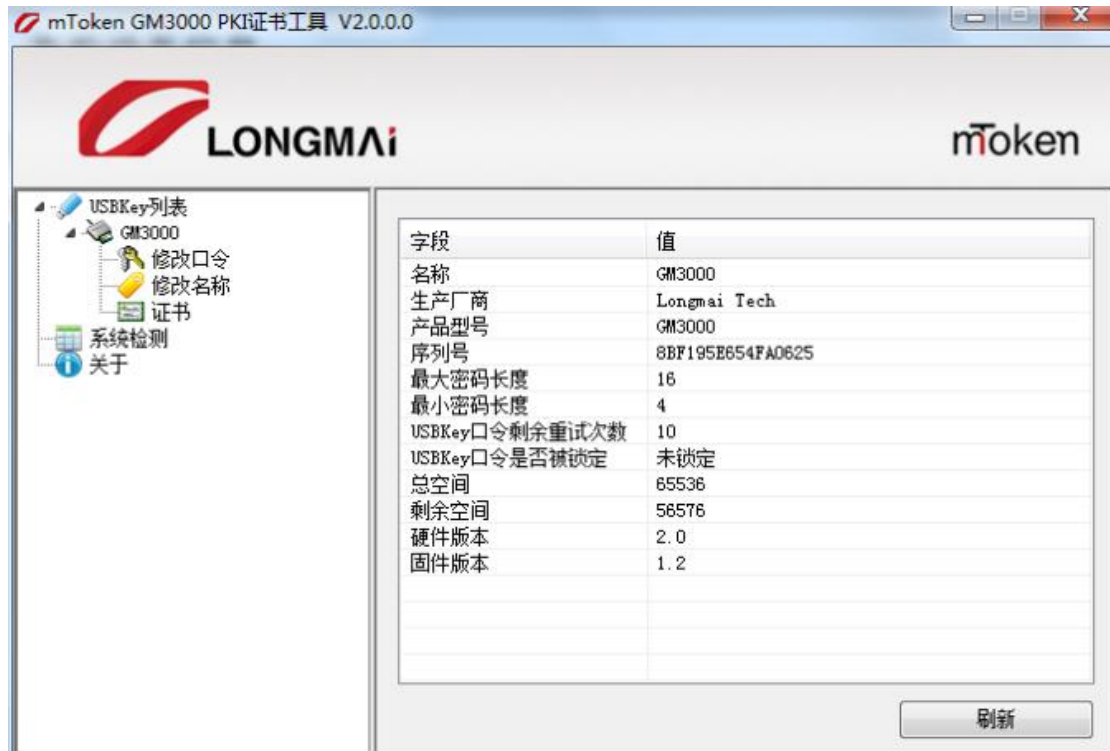 mToken GM3000 PKI证书工具 V2.0.0.0
LONGMAi
mToken
USBKey列表
GM3000
修改口令
修改名称
证书
系统检测
关于
字段 值
名称 GM3000
生产厂商 Longmai Tech
产品型号 GM3000
序列号 8BF195E654FA0625
最大密码长度 16
最小密码长度 4
USBKey口令剩余重试次数 10
USBKey口令是否被锁定 未锁定
总空间 65536
剩余空间 56576
硬件版本 2.0
固件版本 1.2
刷新